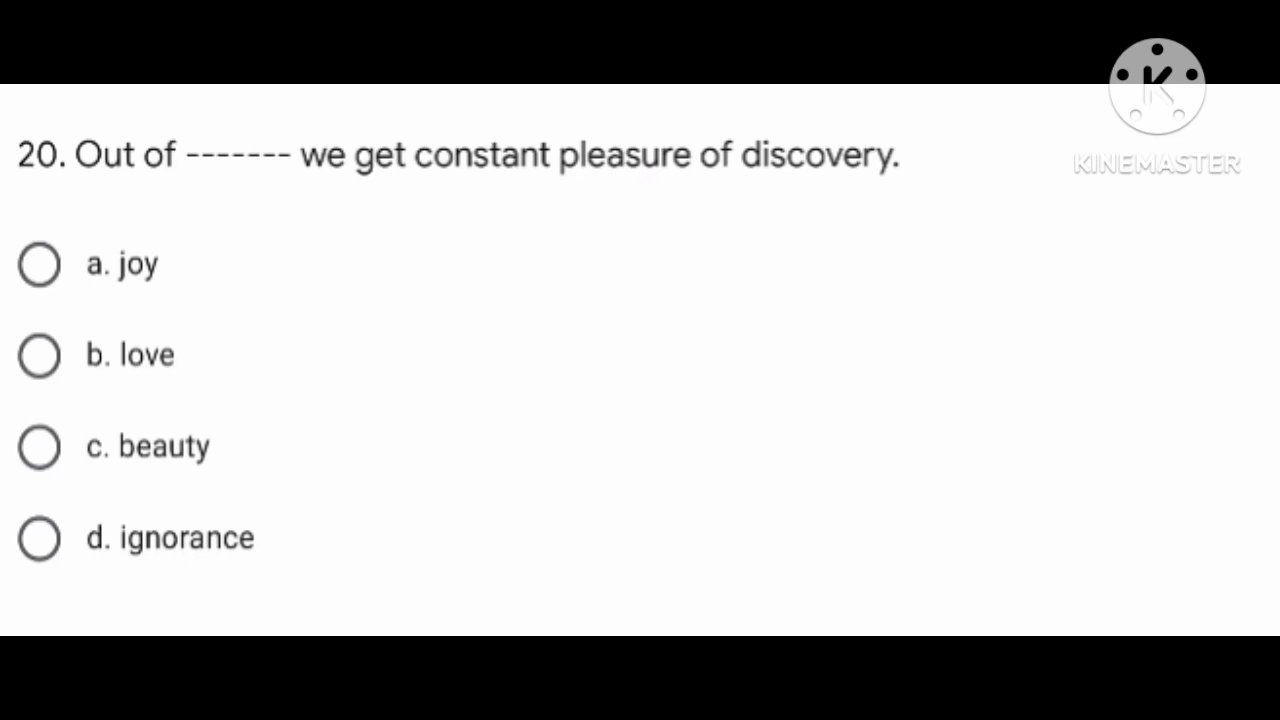 KINEMASTER
20. Out of ------- we get constant pleasure of discovery.
a. joy
b. love
c. beauty
d. ignorance